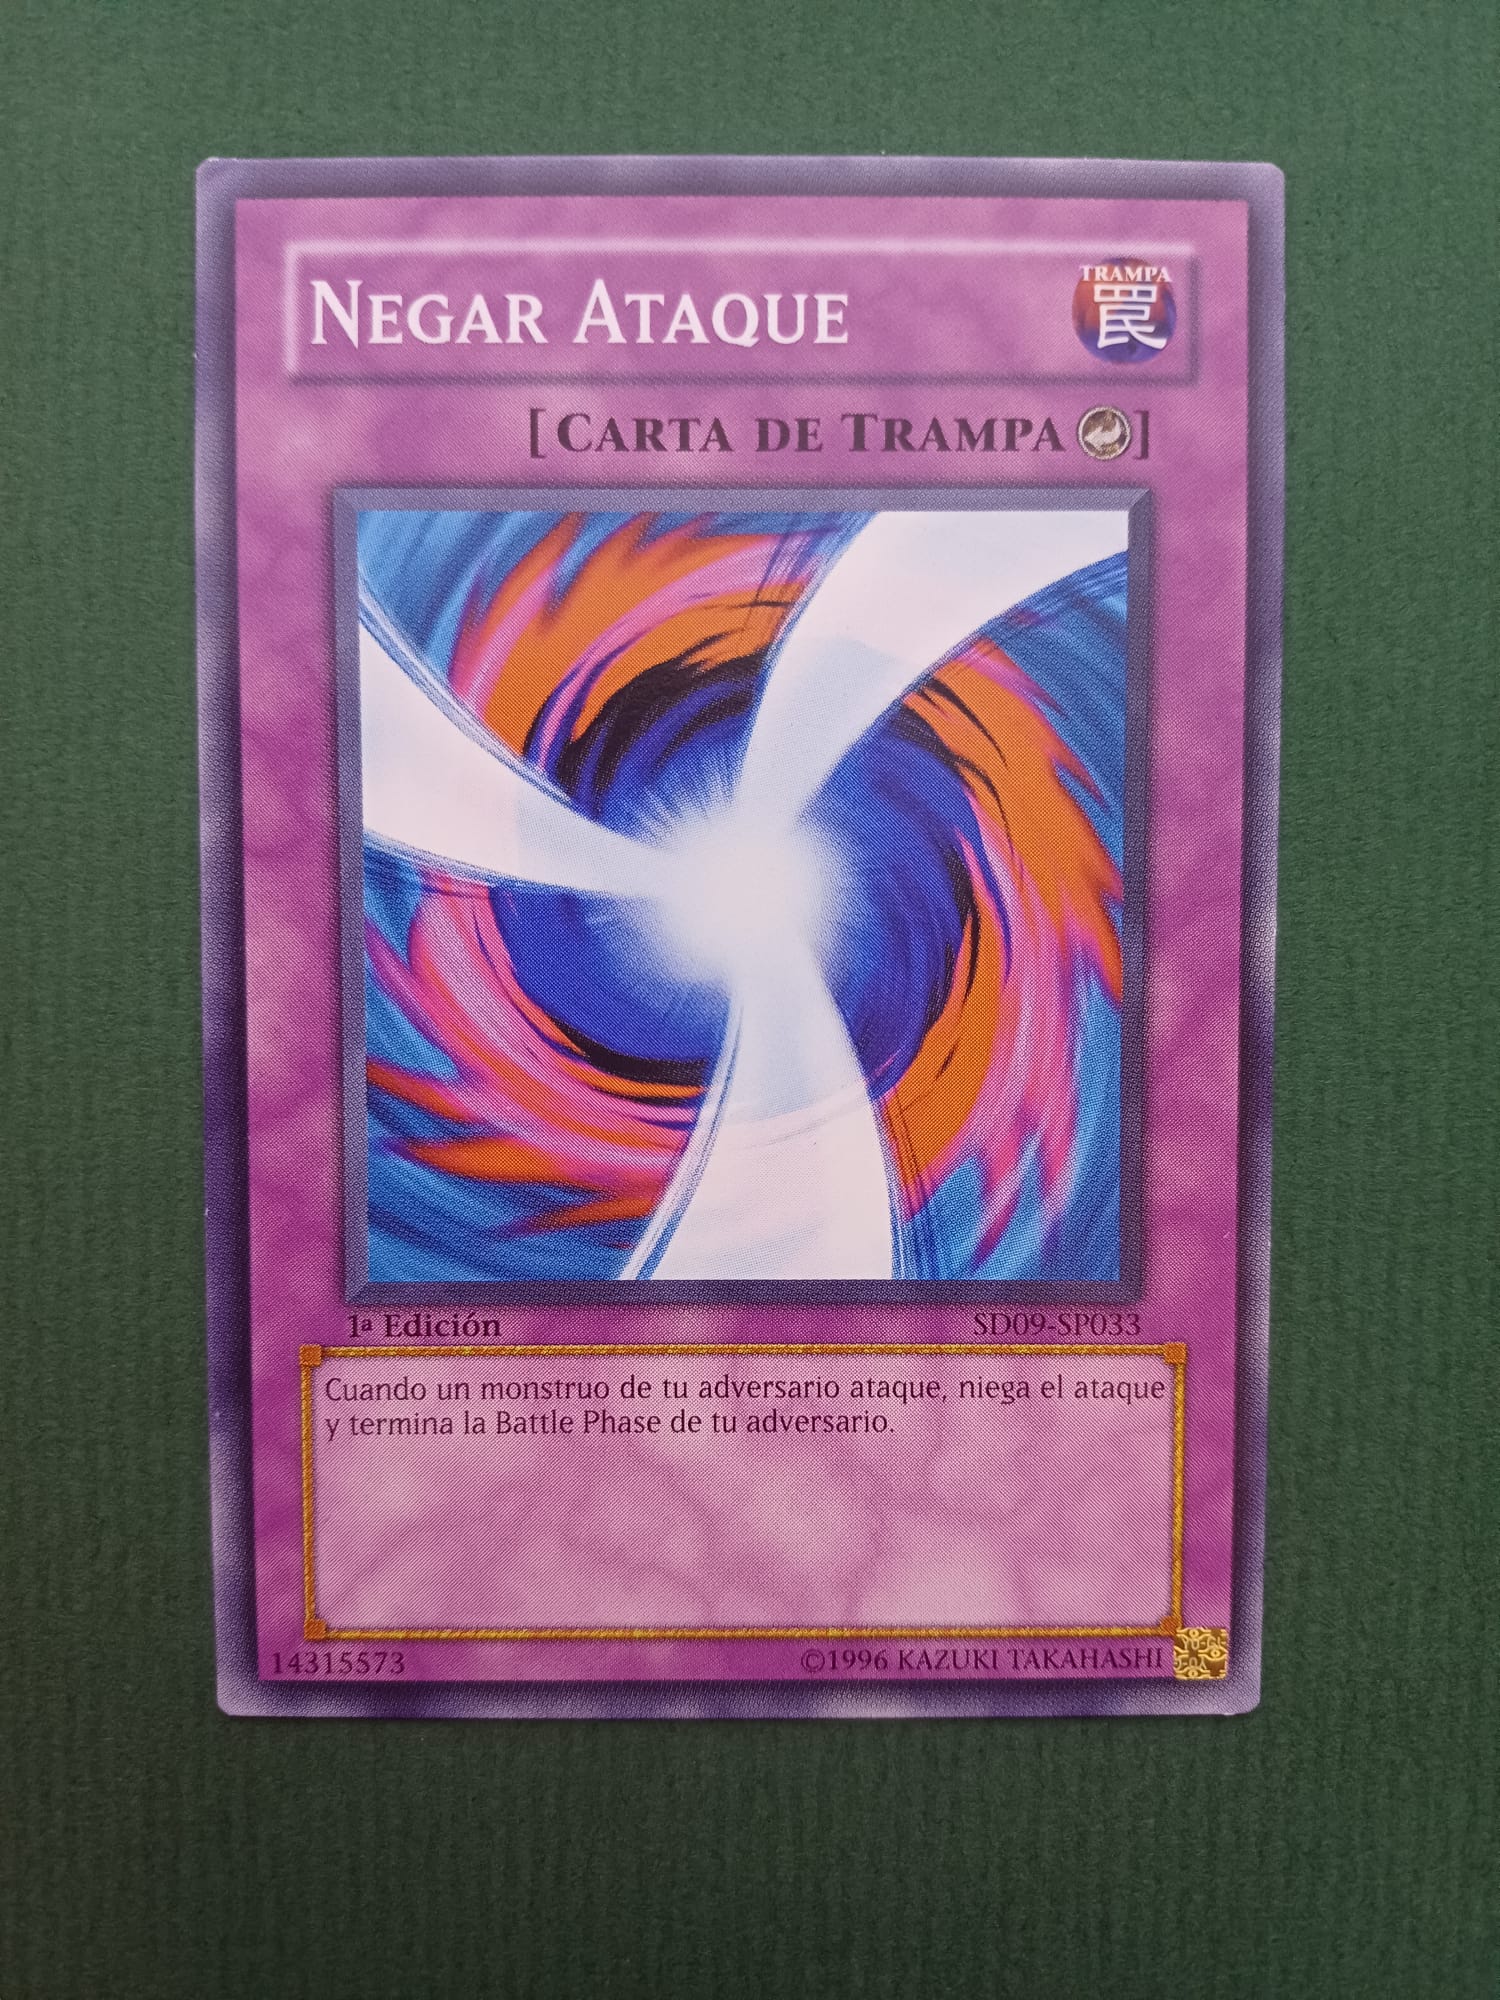 NEGAR ATAQUE
TRAMPA
罠
[CARTA DE TRAMPA]
1ª Edición
SD09-SP033
Cuando un monstruo de tu adversario ataque, niega el ataque
y termina la Battle Phase de tu adversario.
14315573
©1996 KAZUKI TAKAHASHI